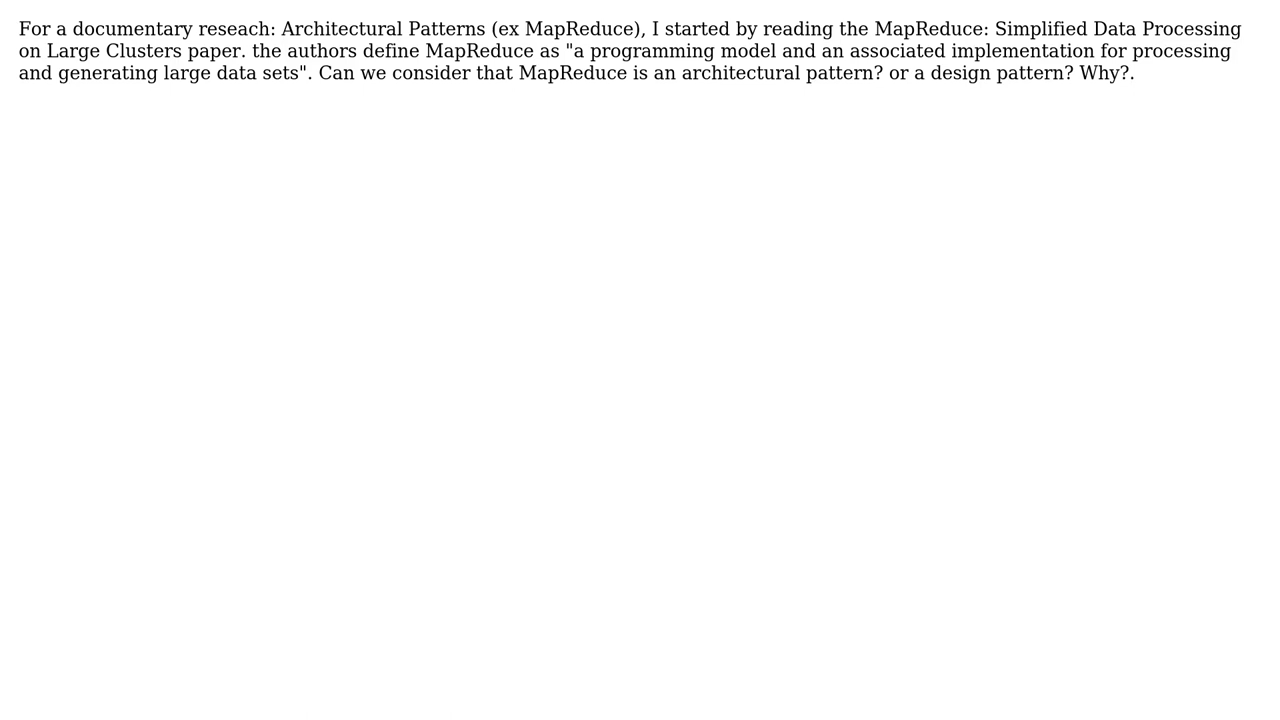 For a documentary reseach: Architectural Patterns (ex MapReduce), I started by reading the MapReduce: Simplified Data Processing
on Large Clusters paper. the authors define MapReduce as "a programming model and an associated implementation for processing
and generating large data sets". Can we consider that MapReduce is an architectural pattern? or a design pattern? Why?.